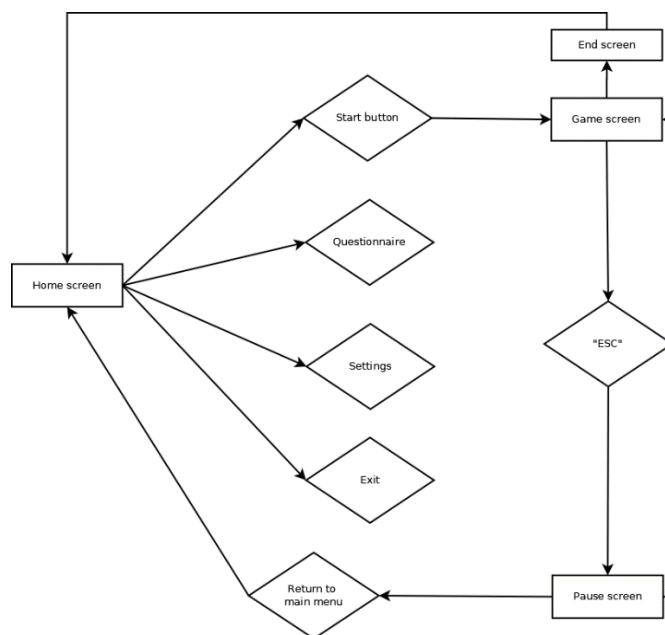 End screen
Start button
Game screen
Questionnaire
Home screen
"ESC"
Settings
Exit
Return to
main menu
Pause screen